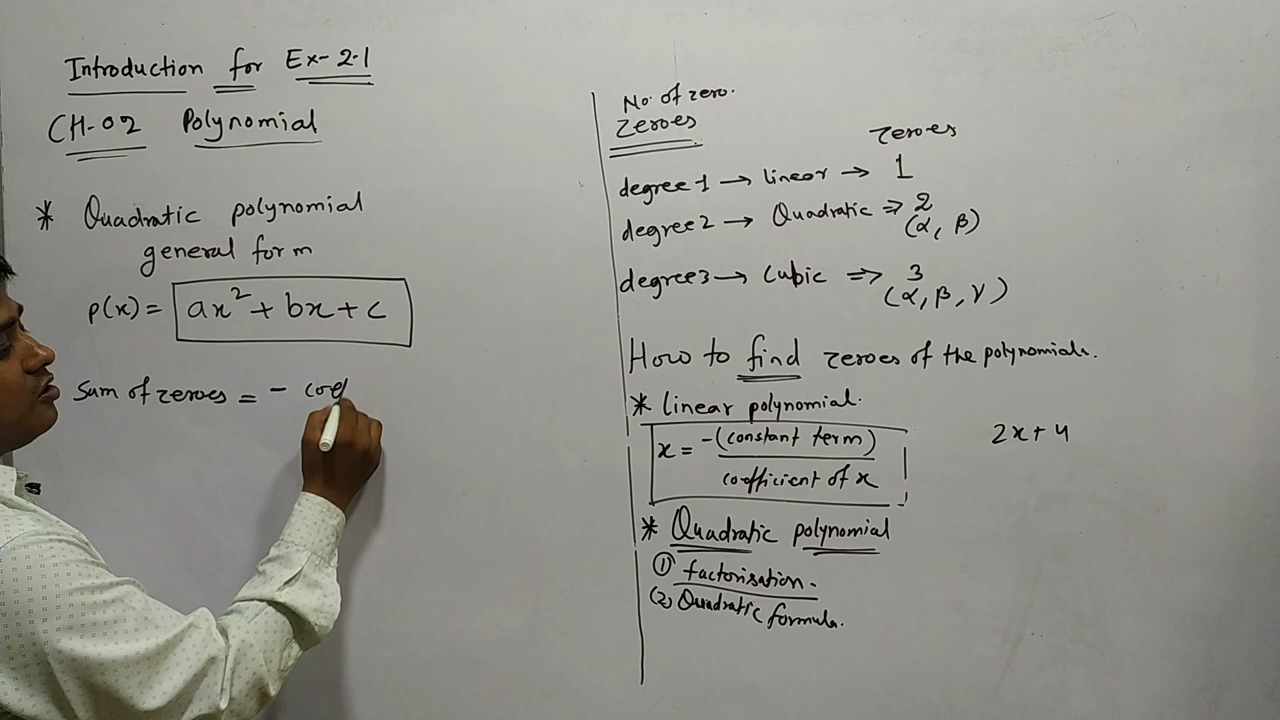 Introduction for Ex-2.1
CH-02 Polynomial
* Quadratic polynomial
general form
p(x) = ax² + bx + c
Sum of zeroes = - coef
No. of zero.
Zeroes
zeroes
degree 1 → linear → 1
degree 2 → Quadratic ⇒ 2
(α, β)
degree 3 → Cubic ⇒ 3
(α, β, γ)
How to find zeroes of the polynomials.
* linear polynomial.
x = -(constant term)
coefficient of x
2x + 4
* Quadratic polynomial
(1) factorisation.
(2) Quadratic formula.